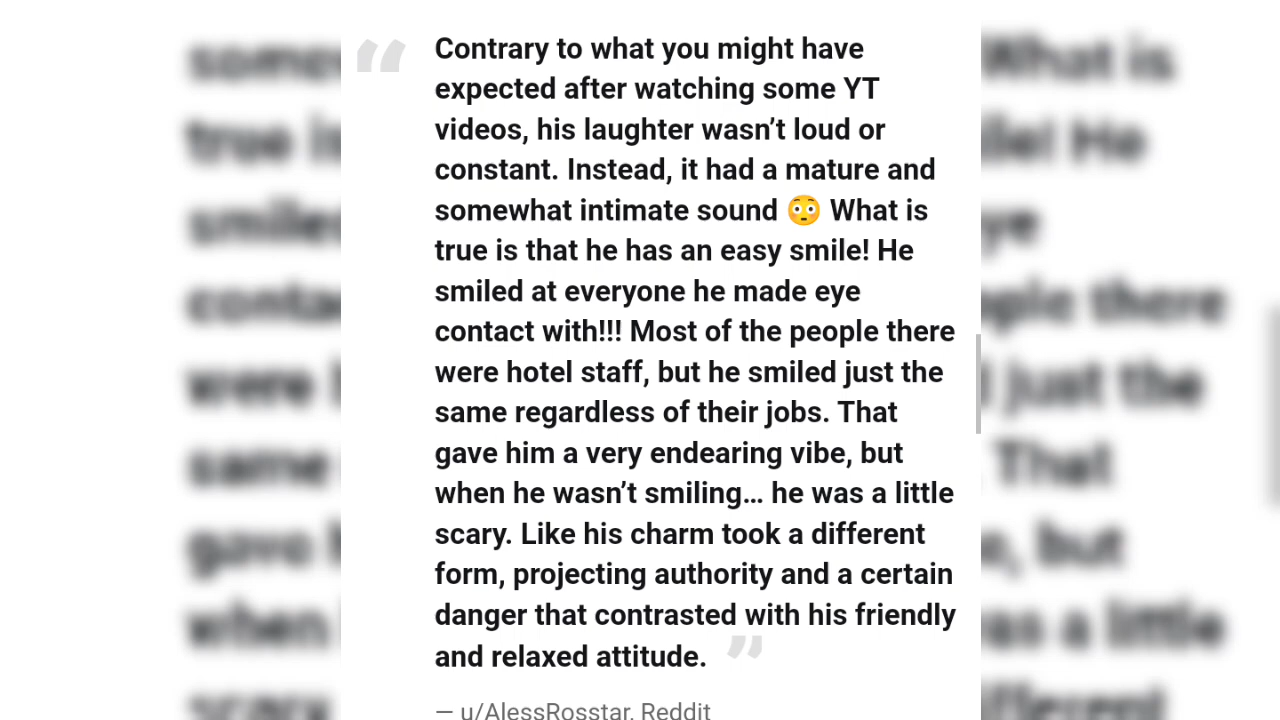 “
Contrary to what you might have
expected after watching some YT
videos, his laughter wasn’t loud or
constant. Instead, it had a mature and
somewhat intimate sound 😳 What is
true is that he has an easy smile! He
smiled at everyone he made eye
contact with!!! Most of the people there
were hotel staff, but he smiled just the
same regardless of their jobs. That
gave him a very endearing vibe, but
when he wasn’t smiling... he was a little
scary. Like his charm took a different
form, projecting authority and a certain
danger that contrasted with his friendly
and relaxed attitude. ”
— u/AlessRosstar, Reddit